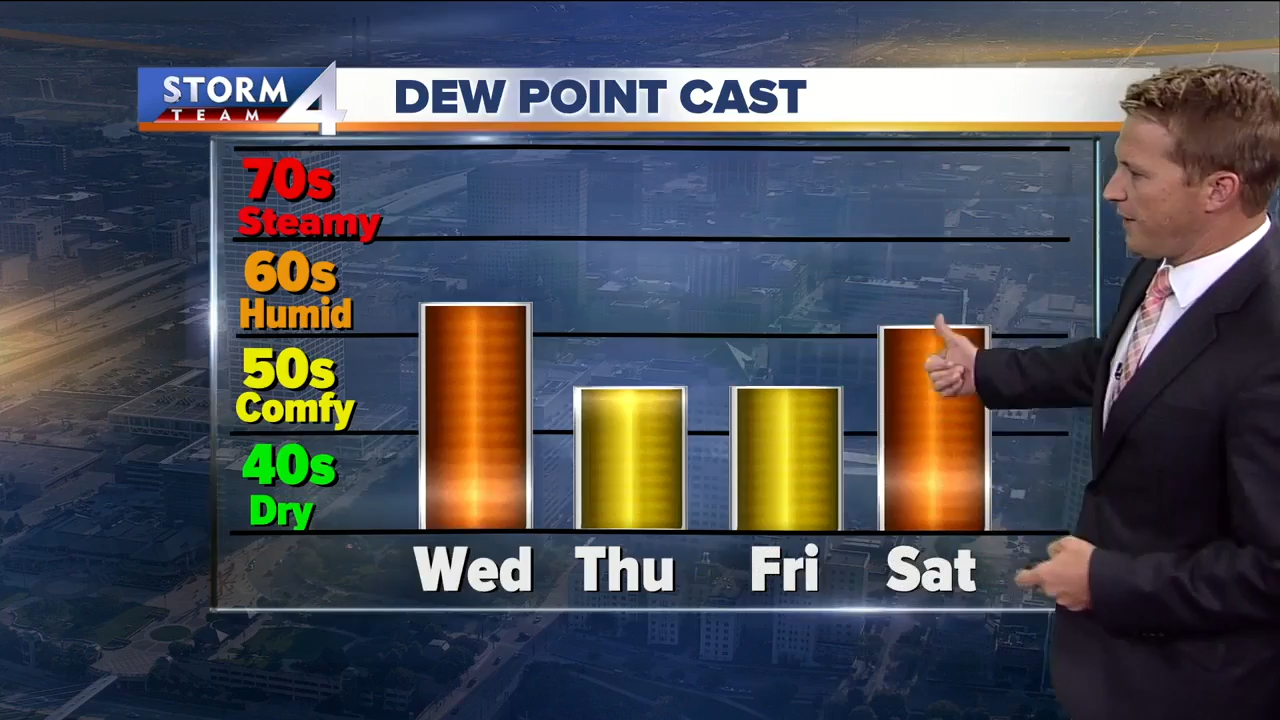 STORM
TEAM 4
DEW POINT CAST
70s
Steamy
60s
Humid
50s
Comfy
40s
Dry
Wed Thu Fri Sat